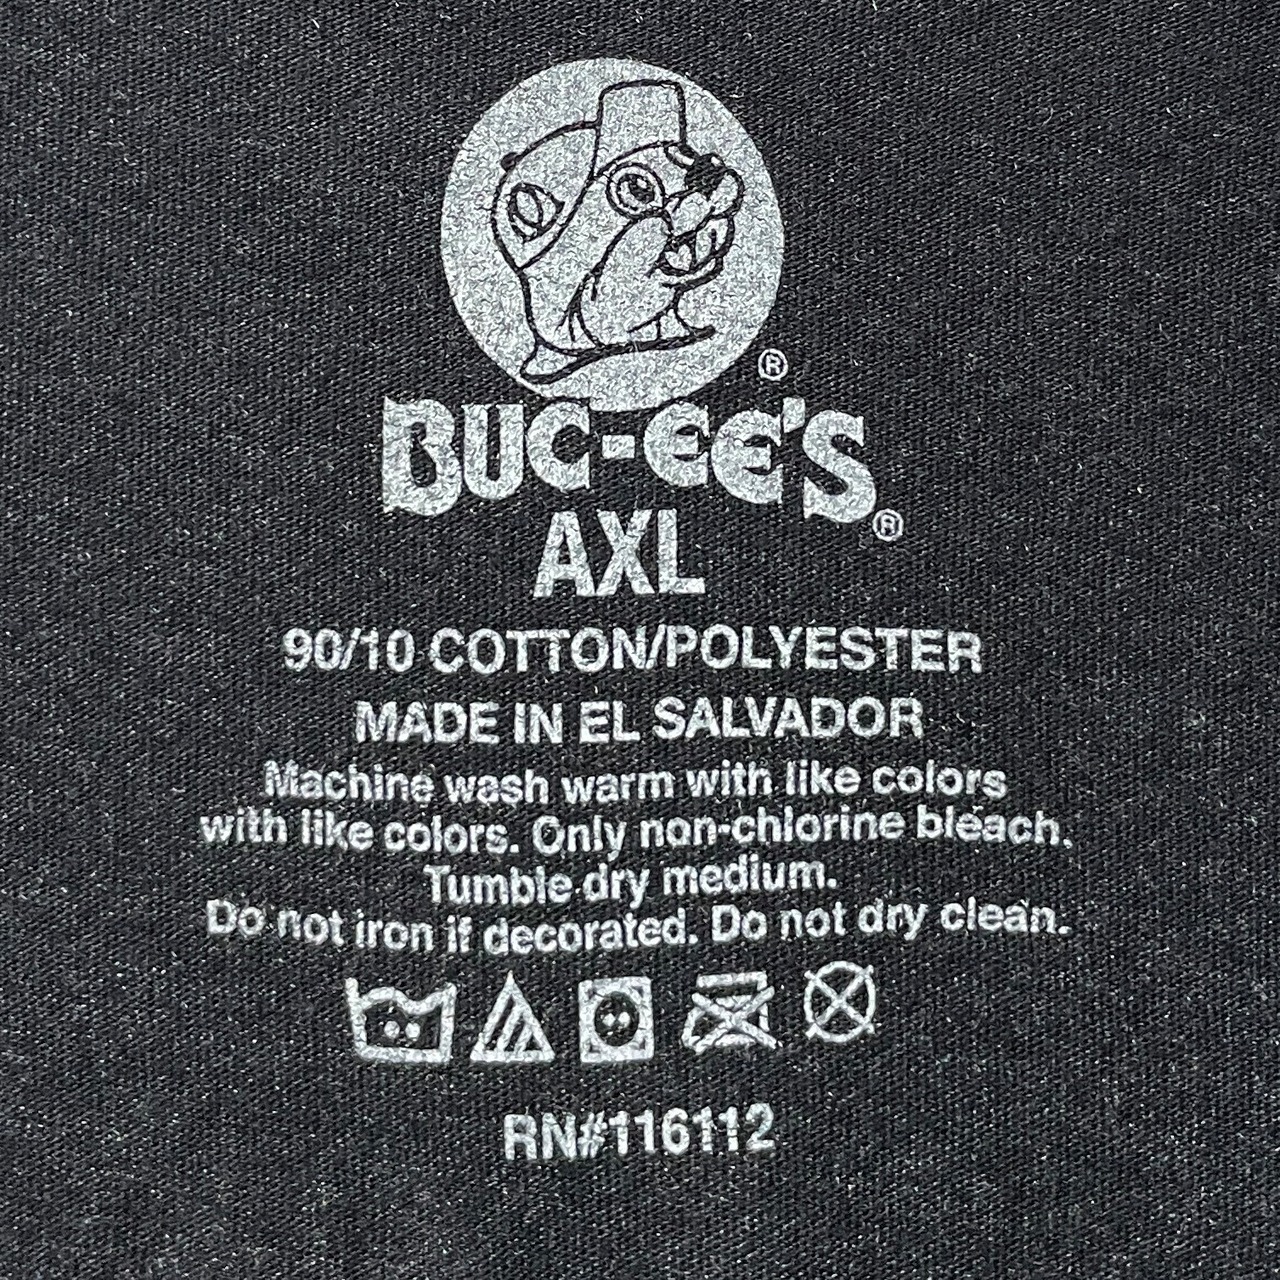 ®
BUC-EE'S®
AXL
90/10 COTTON/POLYESTER
MADE IN EL SALVADOR
Machine wash warm with like colors
with like colors. Only non-chlorine bleach.
Tumble dry medium.
Do not iron if decorated. Do not dry clean.
RN#116112